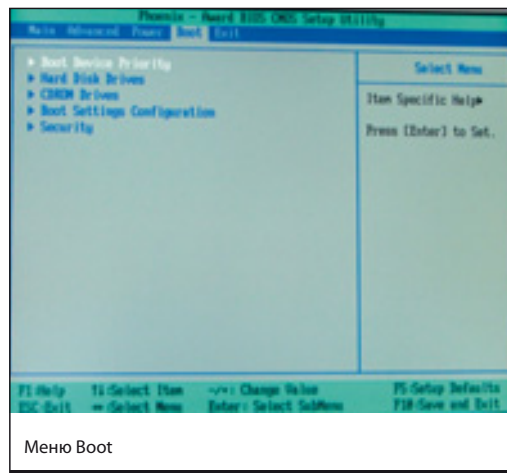 Phoenix - Award BIOS CMOS Setup Utility
Main Advanced Power Boot Exit
Boot Device Priority
Hard Disk Drives
CDROM Drives
Boot Settings Configuration
Security
Select Menu
Item Specific Help
Press [Enter] to Set.
F1:Help ↑↓:Select Item -/+: Change Value F5:Setup Defaults
ESC:Exit ↔:Select Menu Enter: Select SubMenu F10:Save and Exit
Меню Boot